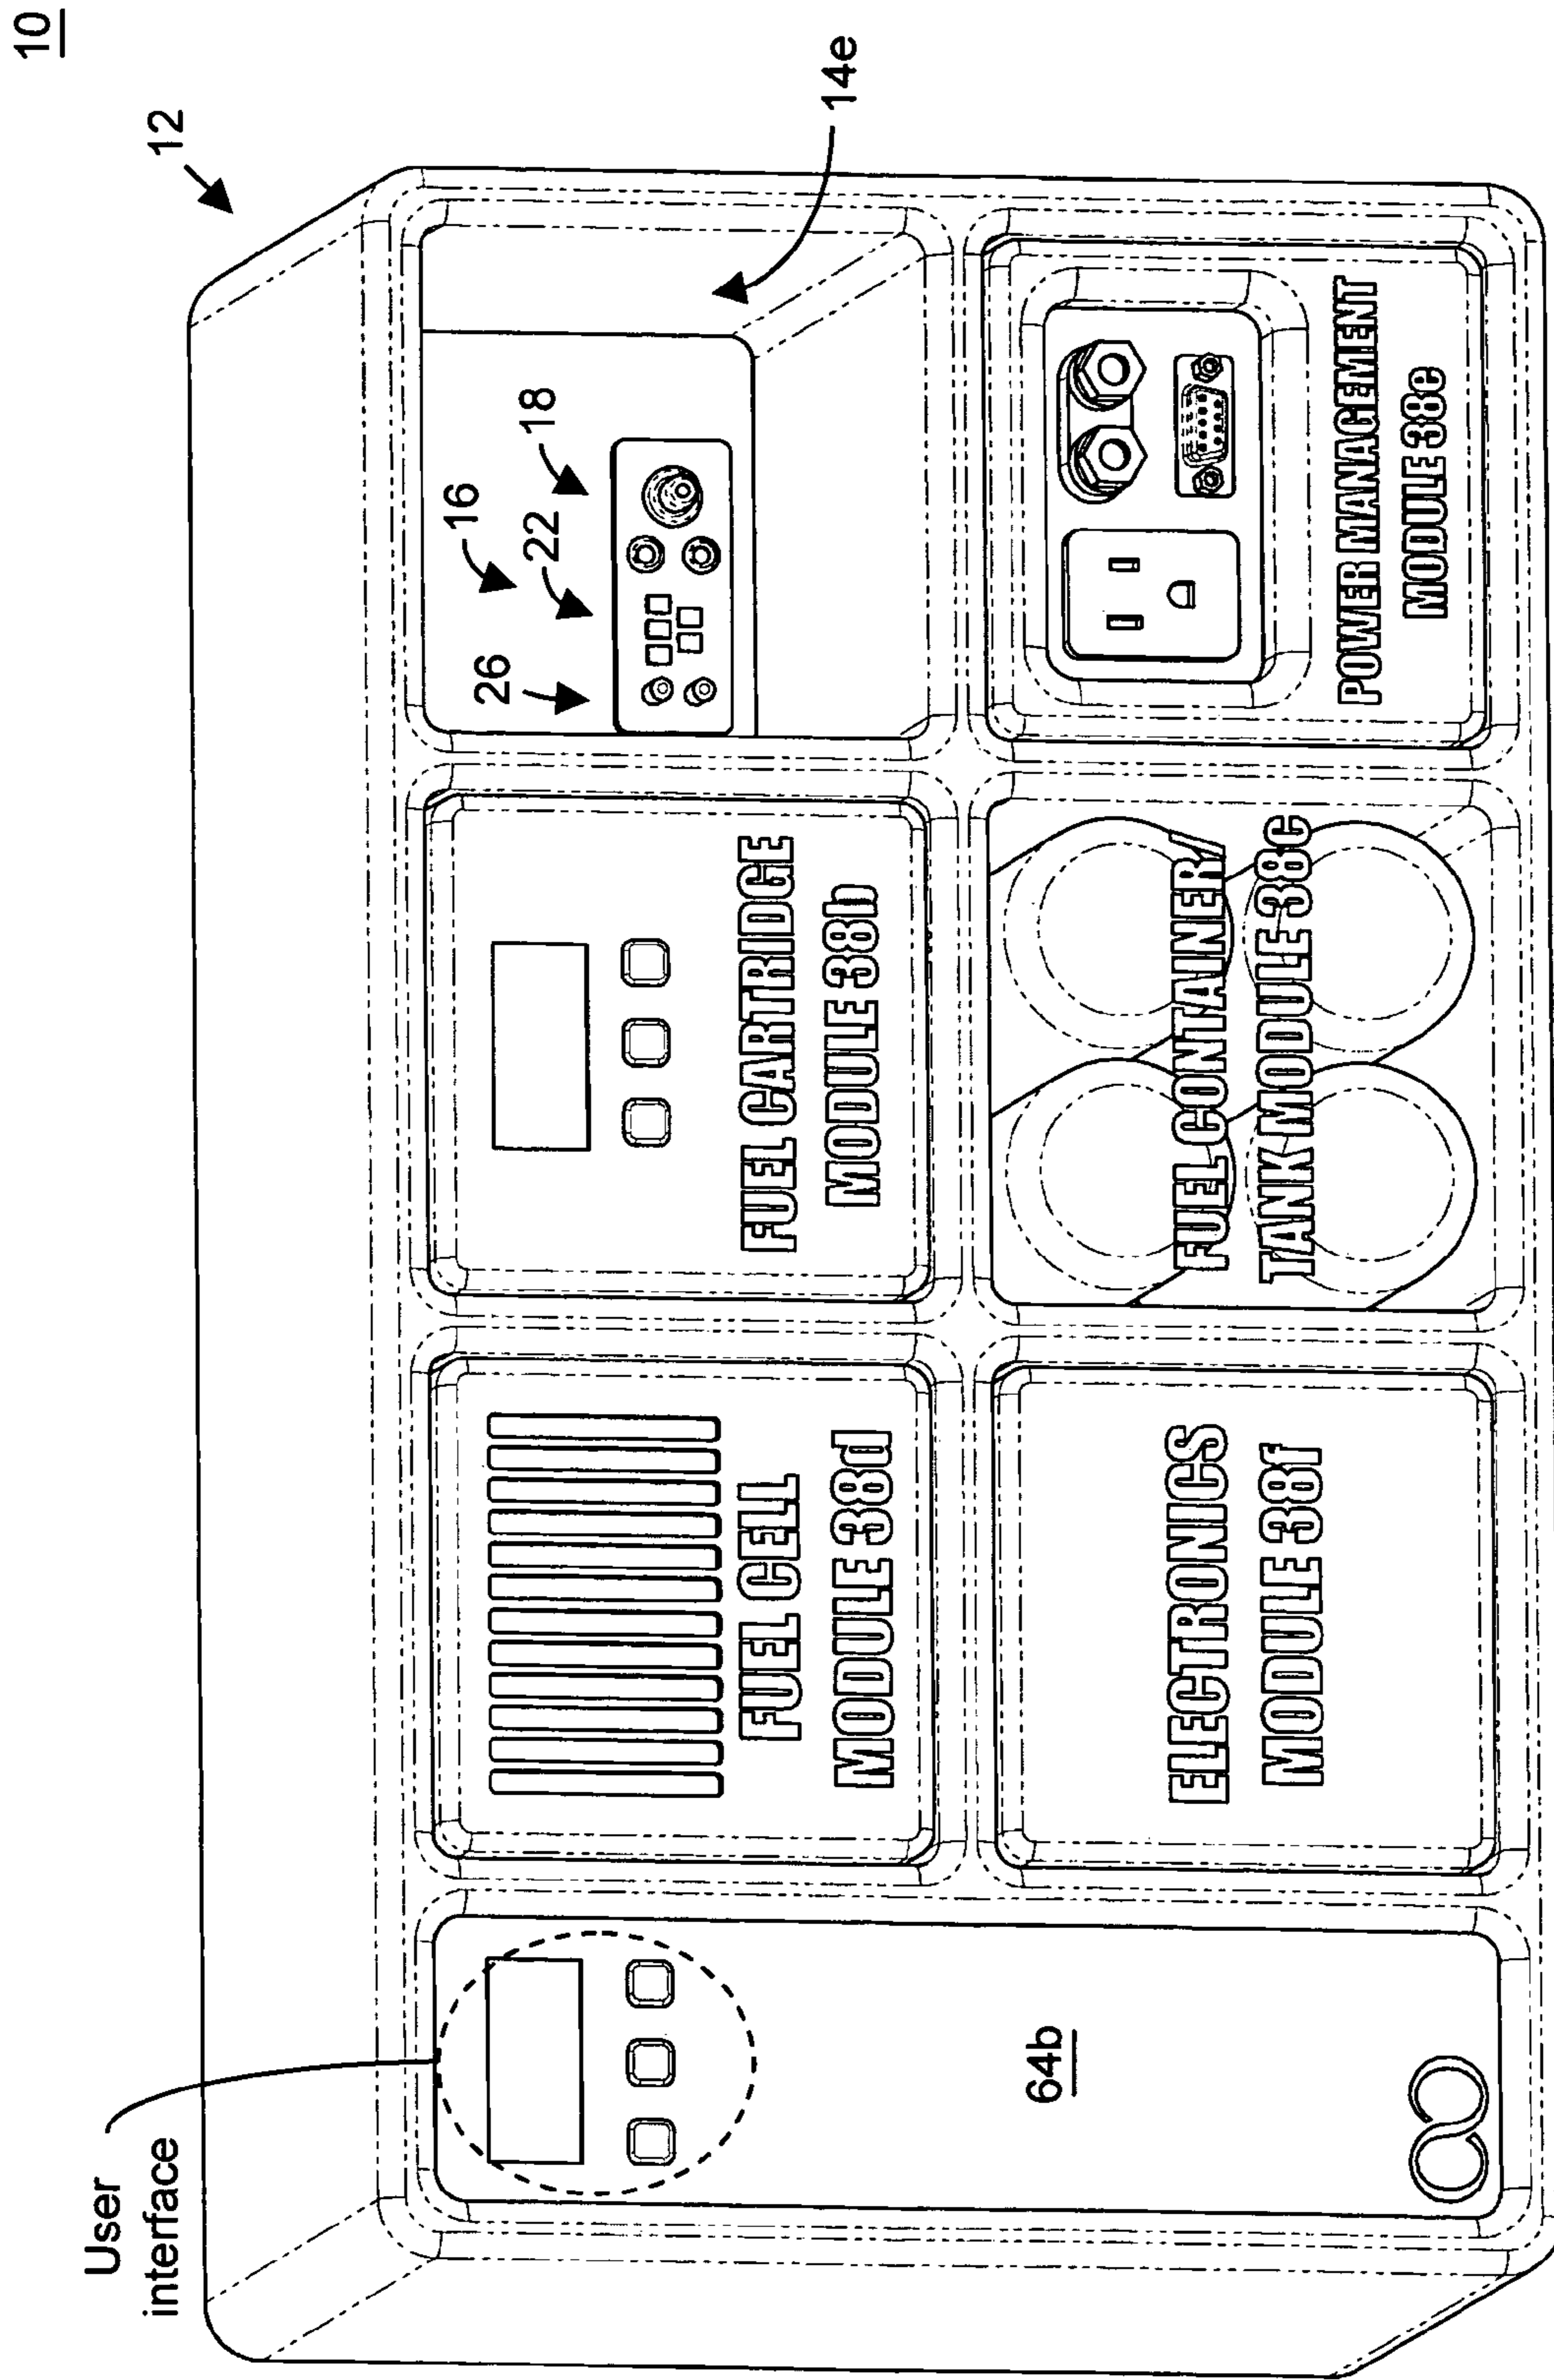 10
12
User
interface
14e
16
18
22
26
FUEL CELL
MODULE 38d
FUEL CARTRIDGE
MODULE 38h
64b
ELECTRONICS
MODULE 38f
FUEL CONTAINER/
TANK MODULE 38c
POWER MANAGEMENT
MODULE 38e